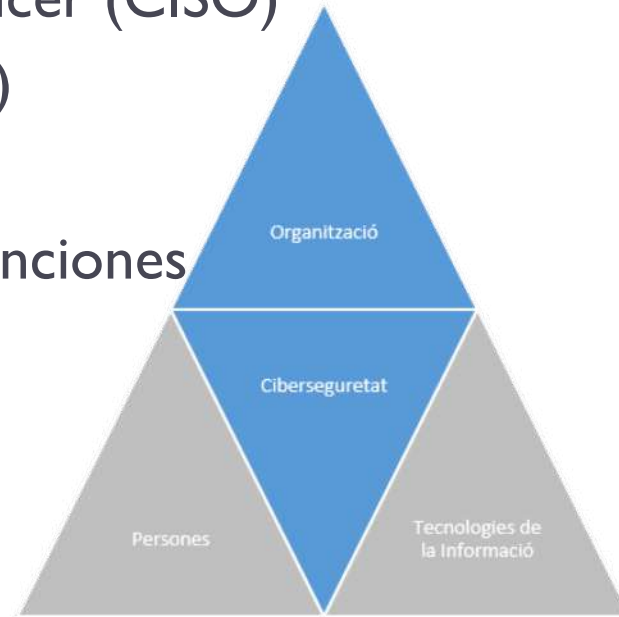 cer (CISO)
)
nciones
Organització
Ciberseguretat
Persones
Tecnologies de
la Informació